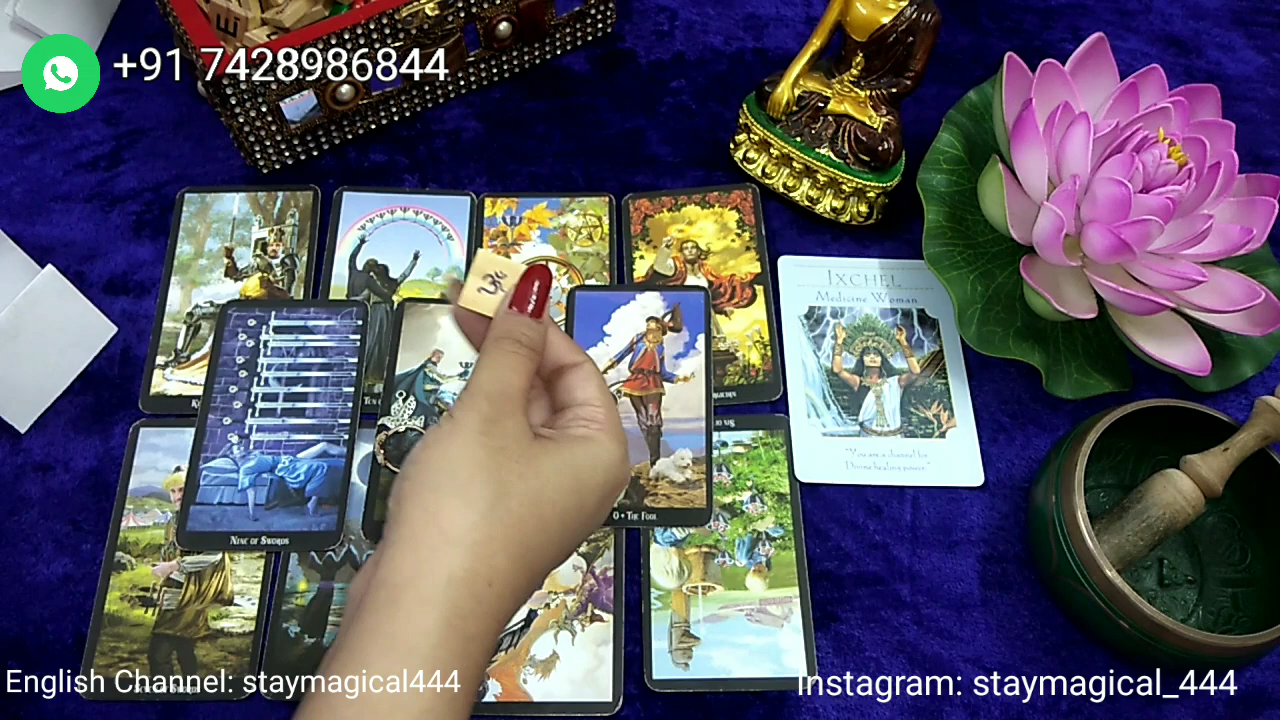 +91 7428986844
IXCHEL
Medicine Woman
"You are a channel for
Divine healing power"
0 • THE FOOL
NINE OF SWORDS
English Channel: staymagical444
Instagram: staymagical_444